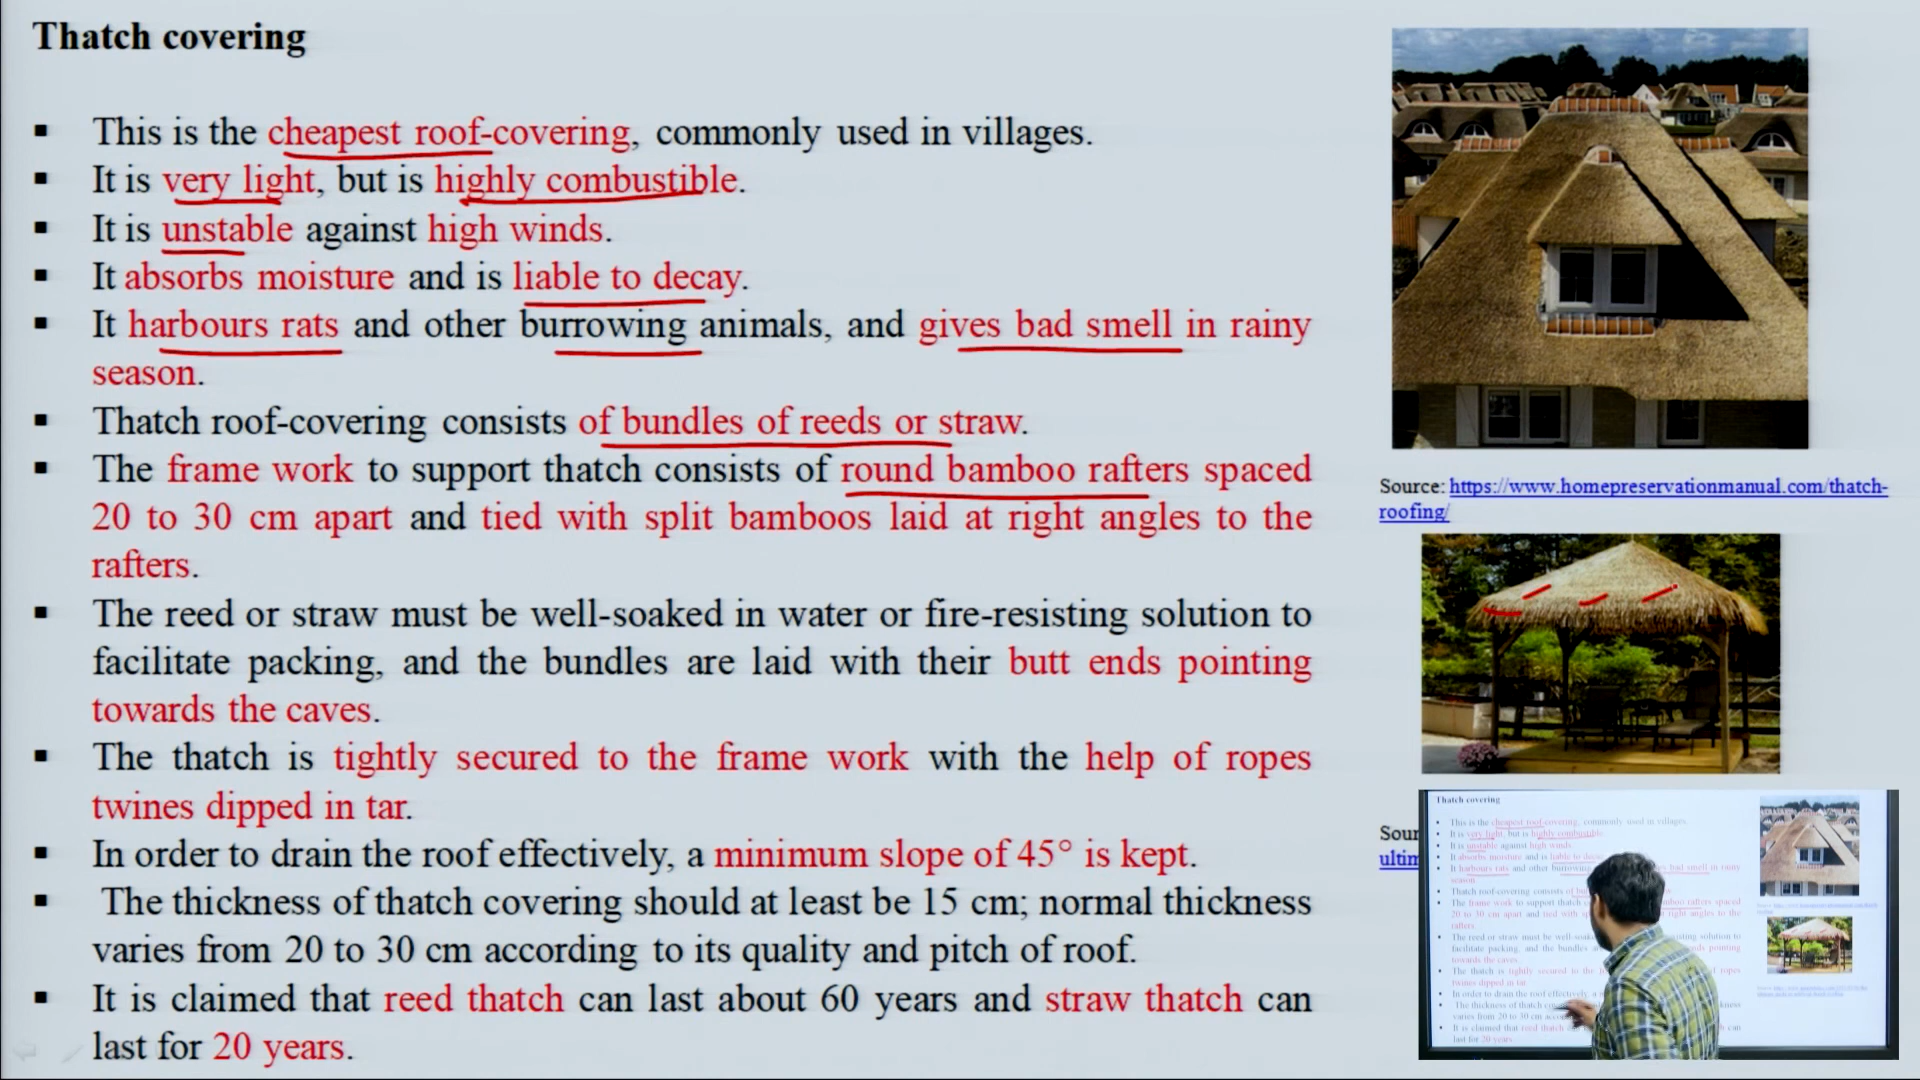 Thatch covering
▪ This is the cheapest roof-covering, commonly used in villages.
▪ It is very light, but is highly combustible.
▪ It is unstable against high winds.
▪ It absorbs moisture and is liable to decay.
▪ It harbours rats and other burrowing animals, and gives bad smell in rainy
season.
▪ Thatch roof-covering consists of bundles of reeds or straw.
▪ The frame work to support thatch consists of round bamboo rafters spaced
20 to 30 cm apart and tied with split bamboos laid at right angles to the
rafters.
▪ The reed or straw must be well-soaked in water or fire-resisting solution to
facilitate packing, and the bundles are laid with their butt ends pointing
towards the caves.
▪ The thatch is tightly secured to the frame work with the help of ropes
twines dipped in tar.
▪ In order to drain the roof effectively, a minimum slope of 45° is kept.
▪ The thickness of thatch covering should at least be 15 cm; normal thickness
varies from 20 to 30 cm according to its quality and pitch of roof.
▪ It is claimed that reed thatch can last about 60 years and straw thatch can
last for 20 years.
Source: https://www.homepreservationmanual.com/thatch-
roofing/
Sour
ultim
Thatch covering